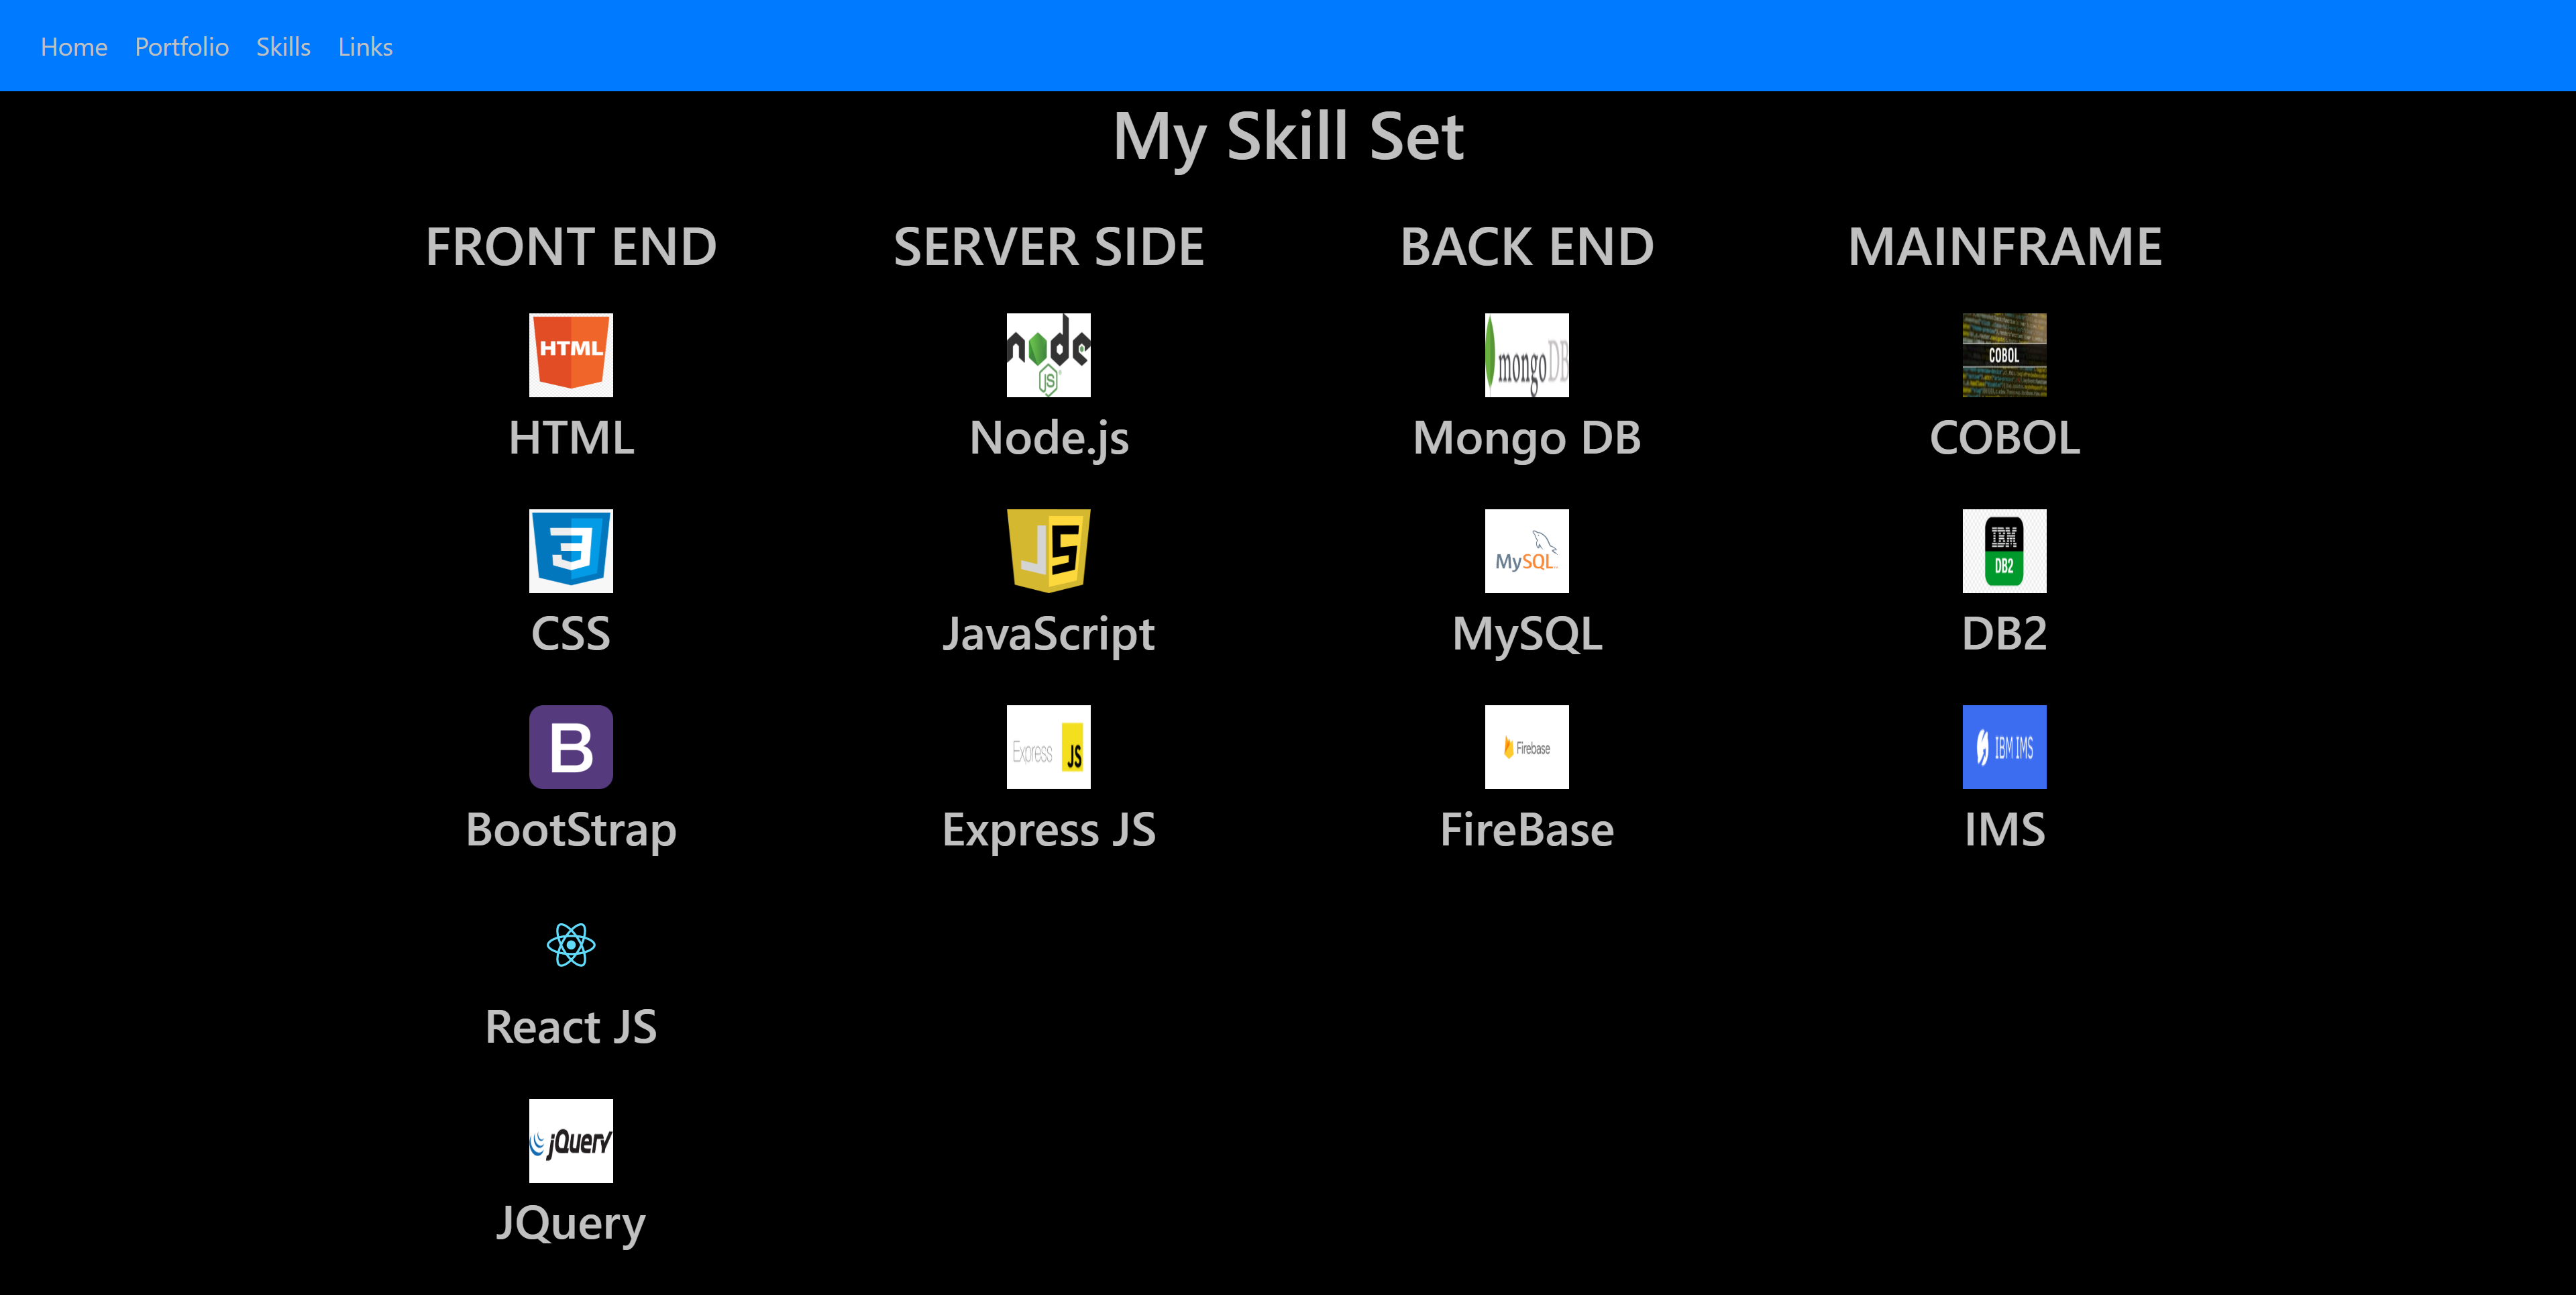 Home Portfolio Skills Links
My Skill Set
FRONT END
HTML
HTML
CSS
B
BootStrap
React JS
jQuery
JQuery
SERVER SIDE
node
JS
Node.js
JS
JavaScript
Express JS
Express JS
BACK END
mongoDB
Mongo DB
MySQL
MySQL
Firebase
FireBase
MAINFRAME
COBOL
COBOL
IBM
DB2
DB2
IBM IMS
IMS